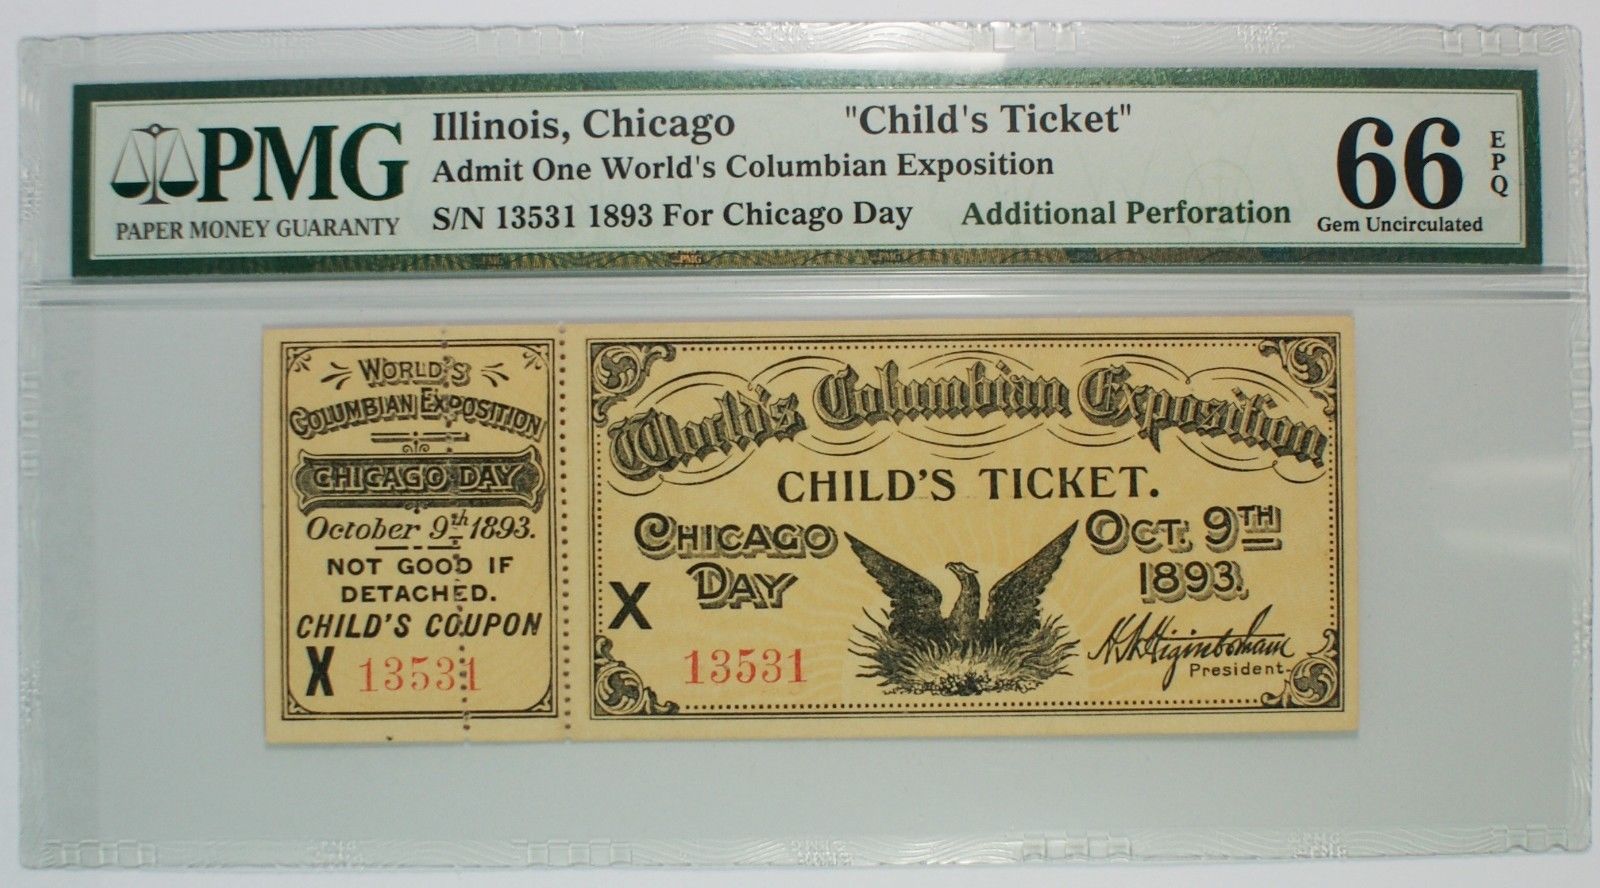 PMG
PAPER MONEY GUARANTY
Illinois, Chicago "Child's Ticket"
Admit One World's Columbian Exposition
S/N 13531 1893 For Chicago Day Additional Perforation
66 EPQ
Gem Uncirculated
WORLD'S
COLUMBIAN EXPOSITION
CHICAGO DAY
October 9th 1893.
NOT GOOD IF
DETACHED.
CHILD'S COUPON
X 13531
World's Columbian Exposition
CHILD'S TICKET.
CHICAGO DAY
OCT. 9TH 1893.
X
13531
H. N. Higinbotham
President.